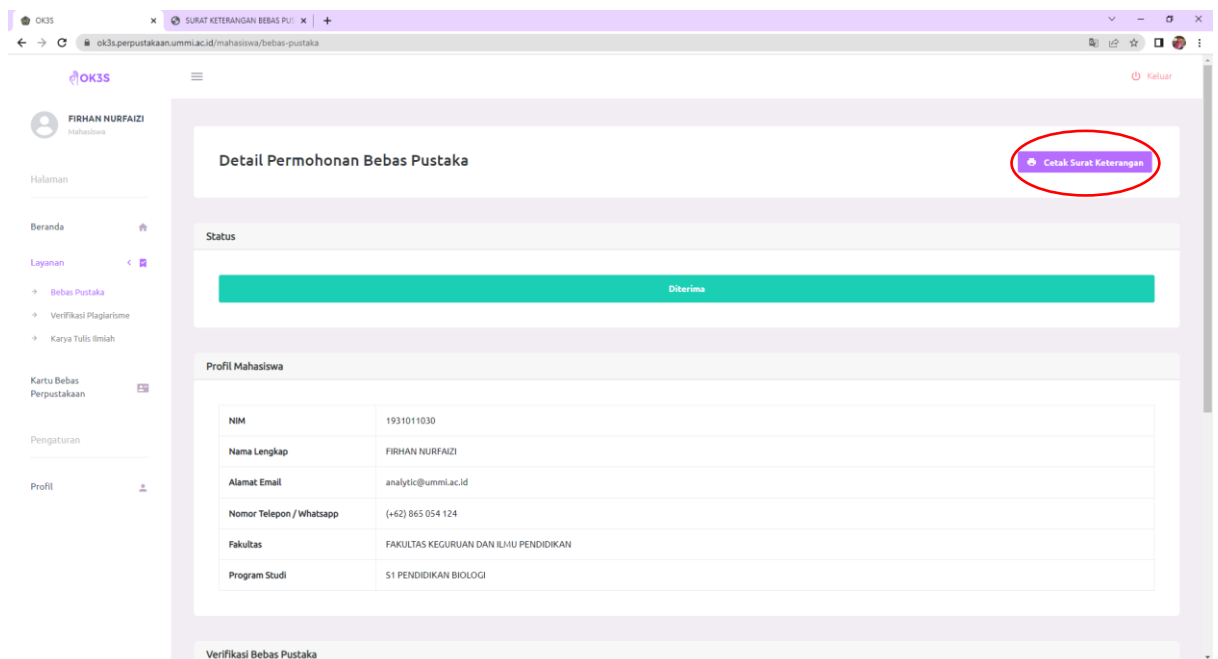 OK3S
SURAT KETERANGAN BEBAS PUS
ok3s.perpustakaan.ummi.ac.id/mahasiswa/bebas-pustaka
OK3S
Keluar
FIRHAN NURFAIZI
Mahasiswa
Halaman
Beranda
Layanan
Bebas Pustaka
Verifikasi Plagiarisme
Karya Tulis Ilmiah
Kartu Bebas
Perpustakaan
Pengaturan
Profil
Detail Permohonan Bebas Pustaka
Cetak Surat Keterangan
Status
Diterima
Profil Mahasiswa
NIM 1931011030
Nama Lengkap FIRHAN NURFAIZI
Alamat Email analytic@ummi.ac.id
Nomor Telepon / Whatsapp (+62) 865 054 124
Fakultas FAKULTAS KEGURUAN DAN ILMU PENDIDIKAN
Program Studi S1 PENDIDIKAN BIOLOGI
Verifikasi Bebas Pustaka